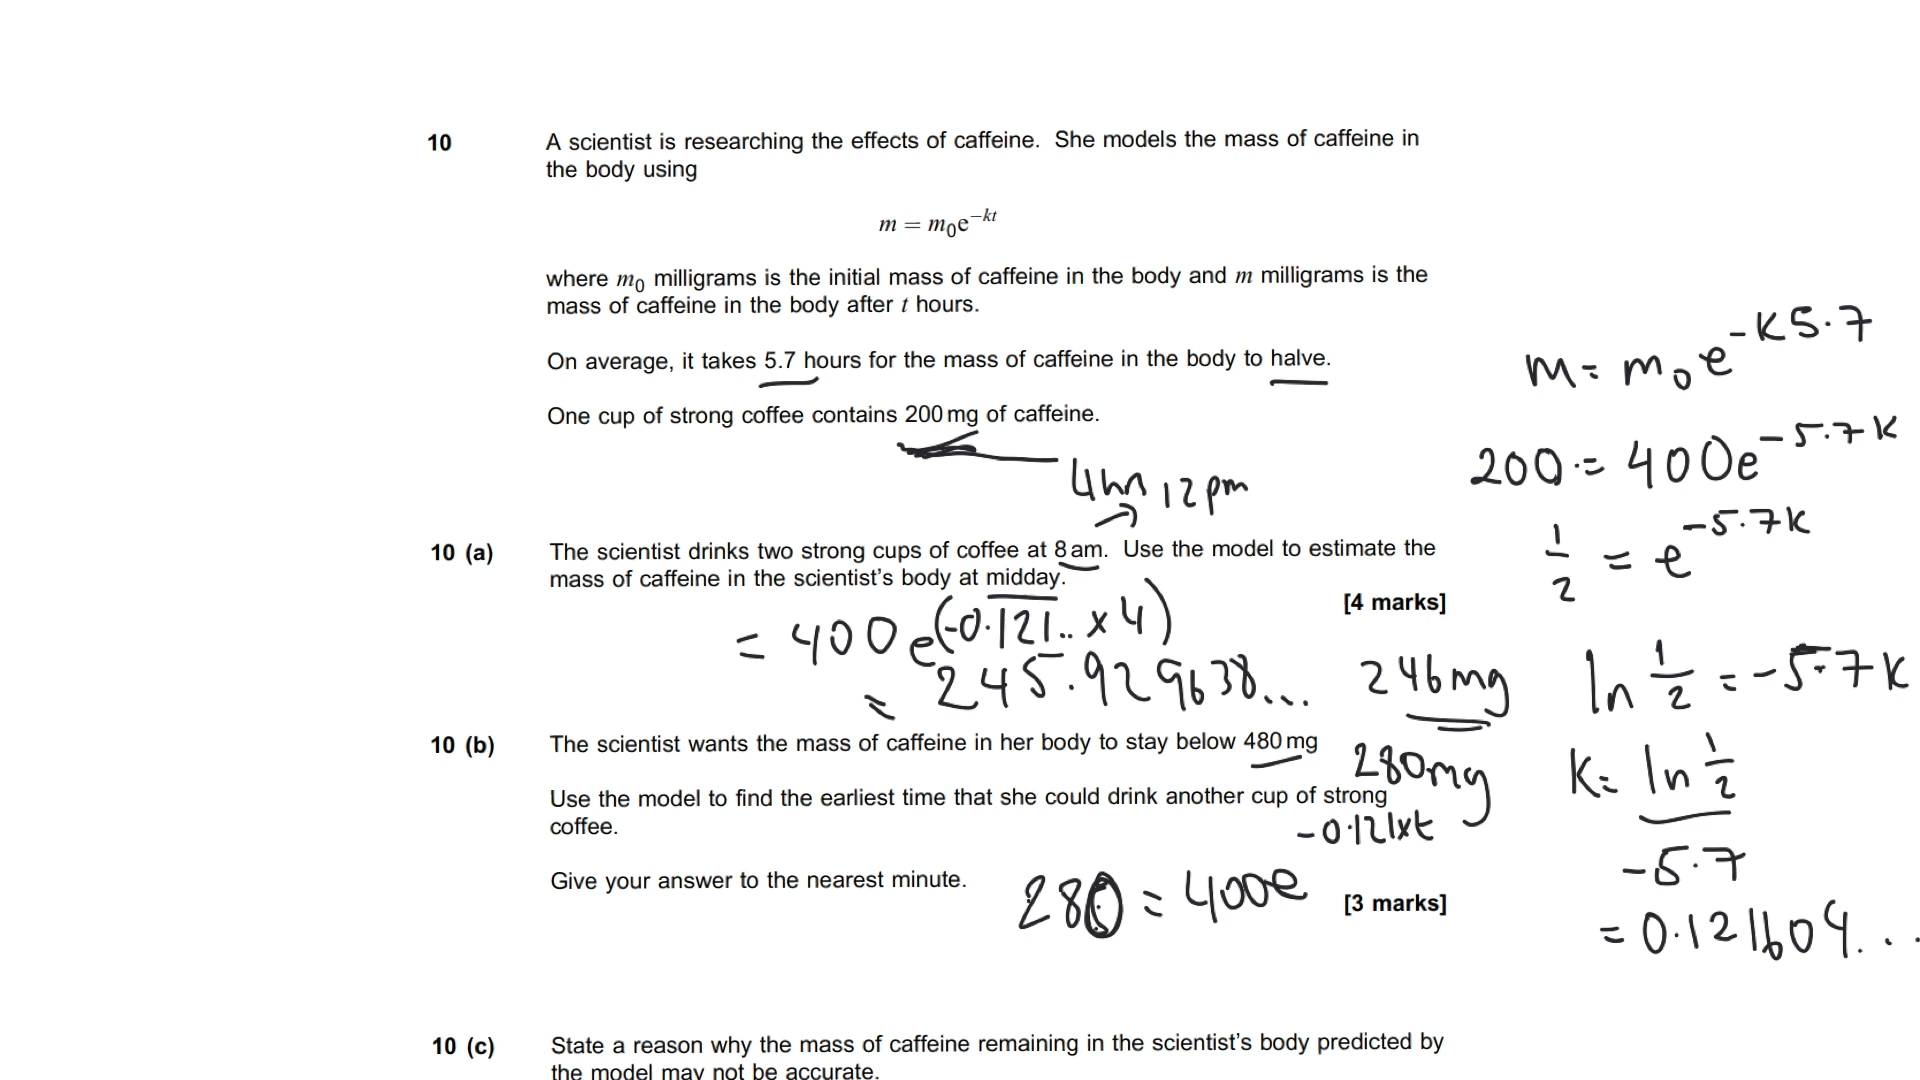 10 A scientist is researching the effects of caffeine. She models the mass of caffeine in
the body using
m = m₀e^{−kt}
where m₀ milligrams is the initial mass of caffeine in the body and m milligrams is the
mass of caffeine in the body after t hours.
On average, it takes 5.7 hours for the mass of caffeine in the body to halve.
One cup of strong coffee contains 200 mg of caffeine.
4hr 12pm
10 (a) The scientist drinks two strong cups of coffee at 8 am. Use the model to estimate the
mass of caffeine in the scientist's body at midday.
[4 marks]
= 400 e^{(-0.121.. × 4)}
= 245.929638... 246mg
10 (b) The scientist wants the mass of caffeine in her body to stay below 480 mg
280mg
Use the model to find the earliest time that she could drink another cup of strong
coffee.
Give your answer to the nearest minute.
280 = 400e^{-0.121×t}
[3 marks]
m = m₀e^{-K5.7}
200 = 400e^{-5.7K}
1/2 = e^{-5.7K}
ln 1/2 = -5.7K
K = ln 1/2
-5.7
= 0.121604...
10 (c) State a reason why the mass of caffeine remaining in the scientist's body predicted by
the model may not be accurate.